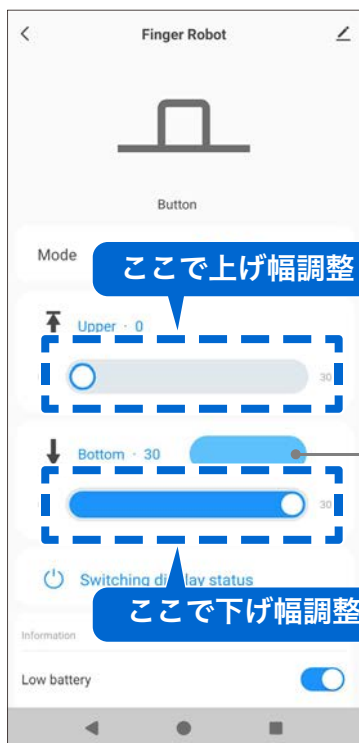 Finger Robot
Button
Mode
ここで上げ幅調整
Upper · 0
30
Bottom · 30
30
Switching display status
ここで下げ幅調整
Information
Low battery